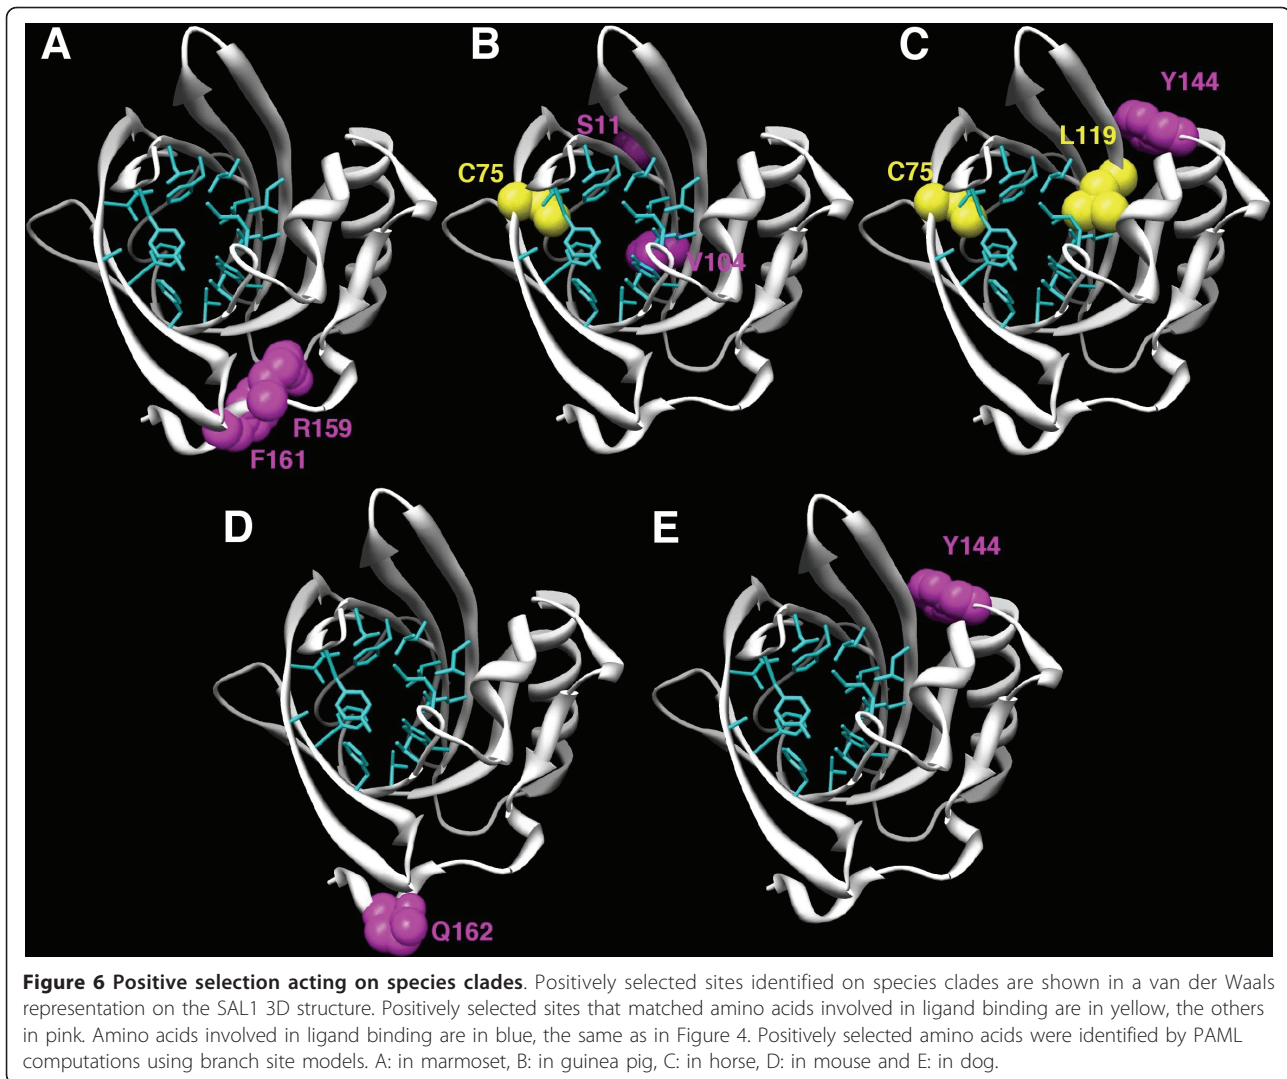 A
B
C
Y144
S11
L119
C75
C75
V104
R159
F161
D
E
Y144
Q162
Figure 6 Positive selection acting on species clades. Positively selected sites identified on species clades are shown in a van der Waals
representation on the SAL1 3D structure. Positively selected sites that matched amino acids involved in ligand binding are in yellow, the others
in pink. Amino acids involved in ligand binding are in blue, the same as in Figure 4. Positively selected amino acids were identified by PAML
computations using branch site models. A: in marmoset, B: in guinea pig, C: in horse, D: in mouse and E: in dog.